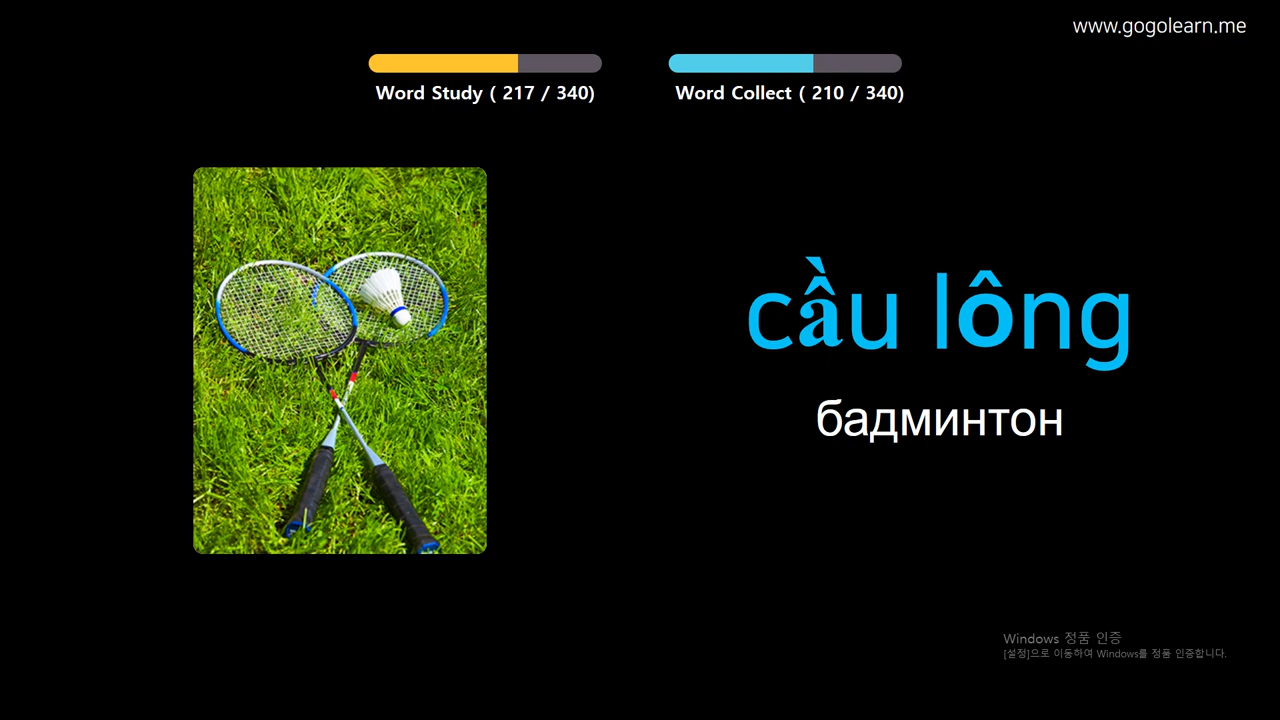 www.gogolearn.me
Word Study ( 217 / 340)
Word Collect ( 210 / 340)
cầu lông
бадминтон
Windows 정품 인증
[설정]으로 이동하여 Windows를 정품 인증합니다.